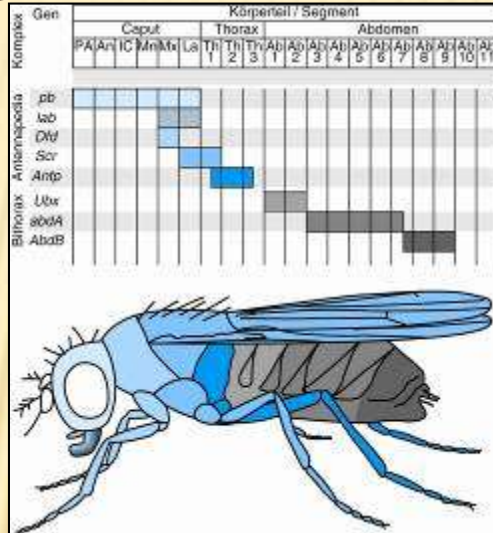 Gen Körperteil / Segment
Komplex
Caput Thorax Abdomen
PA An IC Mn Mx La Th 1 Th 2 Th 3 Ab 1 Ab 2 Ab 3 Ab 4 Ab 5 Ab 6 Ab 7 Ab 8 Ab 9 Ab 10 Ab 11
Antennapedia
pb
lab
Dfd
Scr
Antp
Bithorax
Ubx
abdA
AbdB